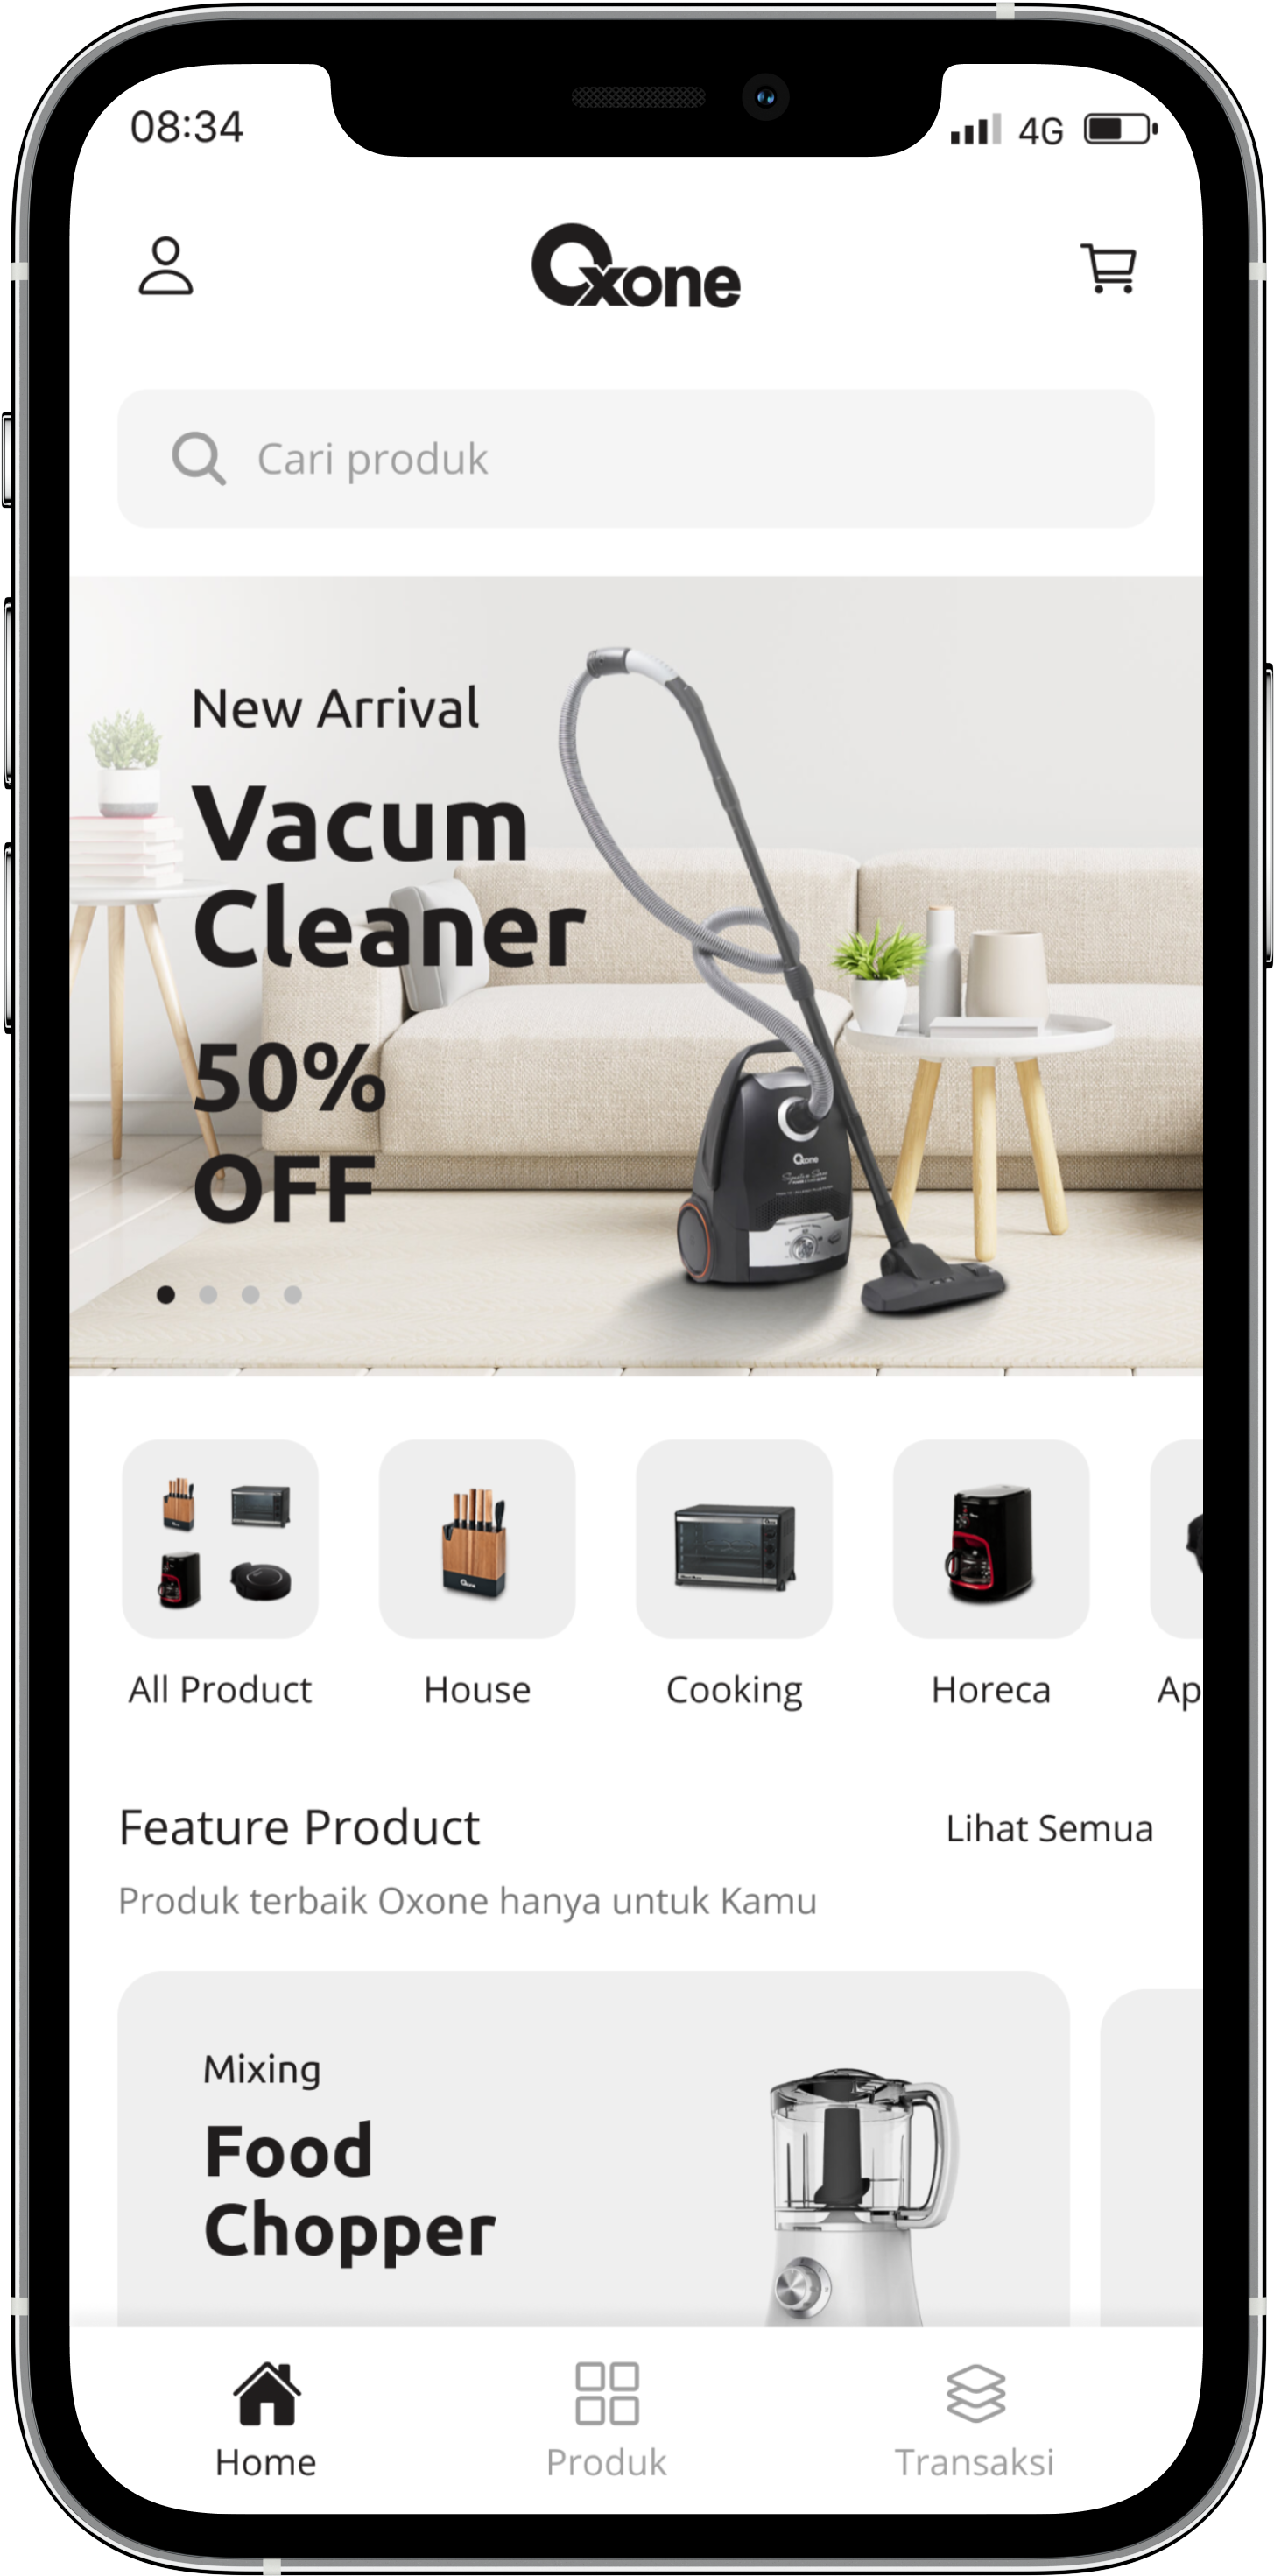 08:34
4G
Oxone
Cari produk
New Arrival
Vacum
Cleaner
50%
OFF
Oxone
All Product
House
Cooking
Horeca
Ap
Feature Product
Lihat Semua
Produk terbaik Oxone hanya untuk Kamu
Mixing
Food
Chopper
Home
Produk
Transaksi